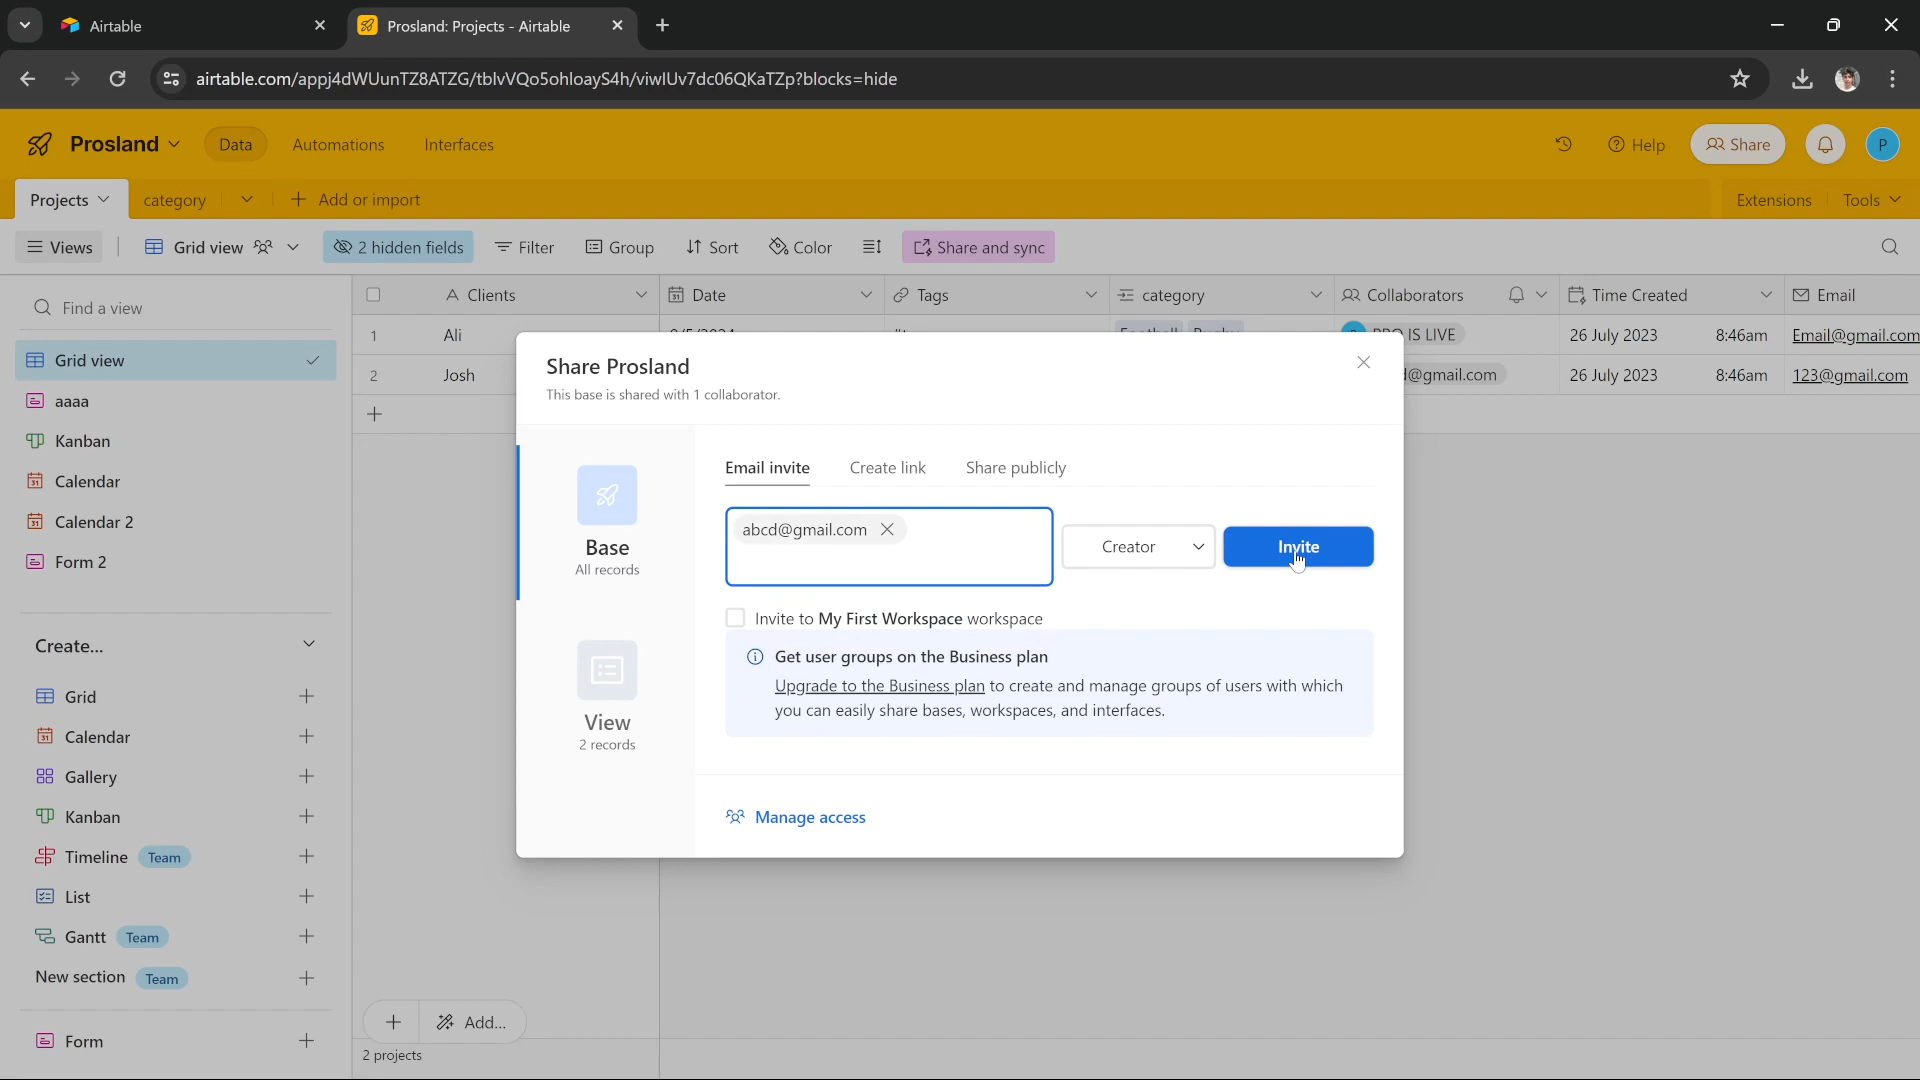 Airtable
Prosland: Projects - Airtable
airtable.com/appj4dWUunTZ8ATZG/tblvVQo5ohloayS4h/viwlUv7dc06QKaTZp?blocks=hide
Prosland
Data
Automations
Interfaces
Help
Share
P
Projects
category
Add or import
Extensions
Tools
Views
Grid view
2 hidden fields
Filter
Group
Sort
Color
Share and sync
Find a view
Clients
Date
Tags
category
Collaborators
Time Created
Email
1 Ali
Football
Rugby
PRO IS LIVE
26 July 2023 8:46am
Email@gmail.com
2 Josh
@gmail.com
26 July 2023 8:46am
123@gmail.com
Grid view
aaaa
Kanban
Calendar
Calendar 2
Form 2
Create...
Grid
Calendar
Gallery
Kanban
Timeline Team
List
Gantt Team
New section Team
Form
Share Prosland
This base is shared with 1 collaborator.
Base
All records
View
2 records
Email invite
Create link
Share publicly
abcd@gmail.com
Creator
Invite
Invite to My First Workspace workspace
Get user groups on the Business plan
Upgrade to the Business plan to create and manage groups of users with which
you can easily share bases, workspaces, and interfaces.
Manage access
Add...
2 projects